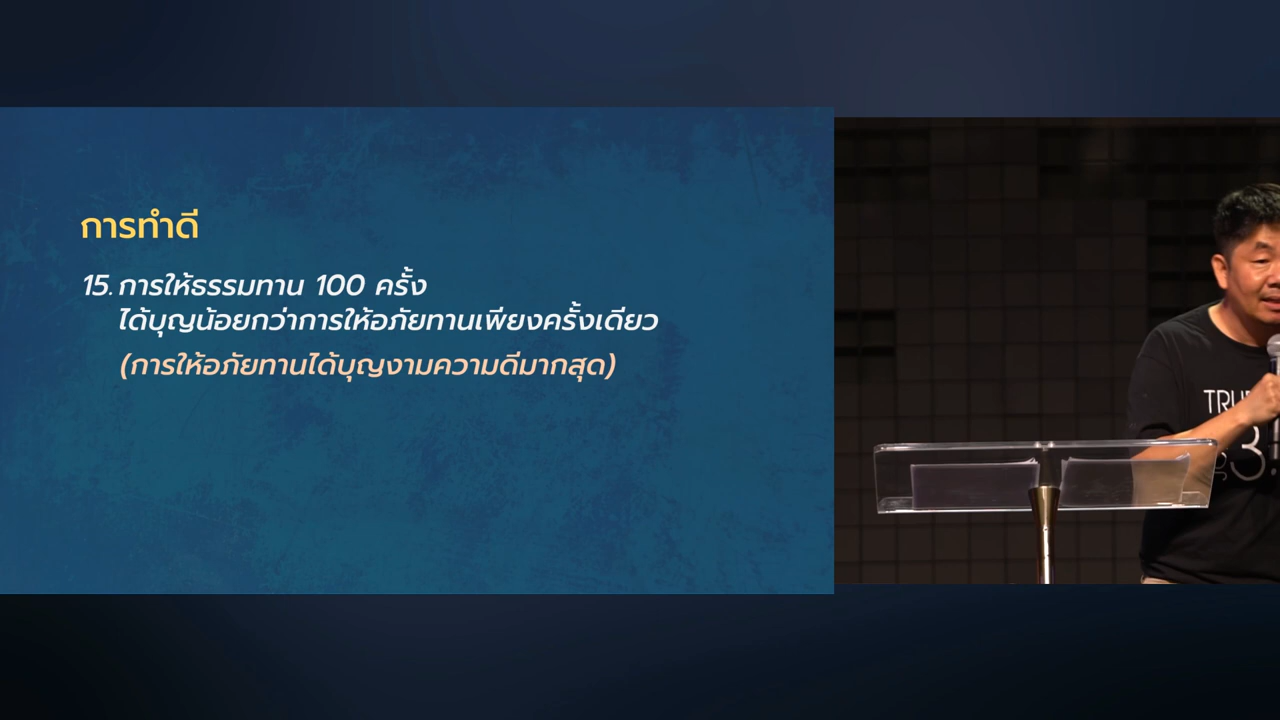 การทำดี
15. การให้ธรรมทาน 100 ครั้ง
ได้บุญน้อยกว่าการให้อภัยทานเพียงครั้งเดียว
(การให้อภัยทานได้บุญงามความดีมากสุด)